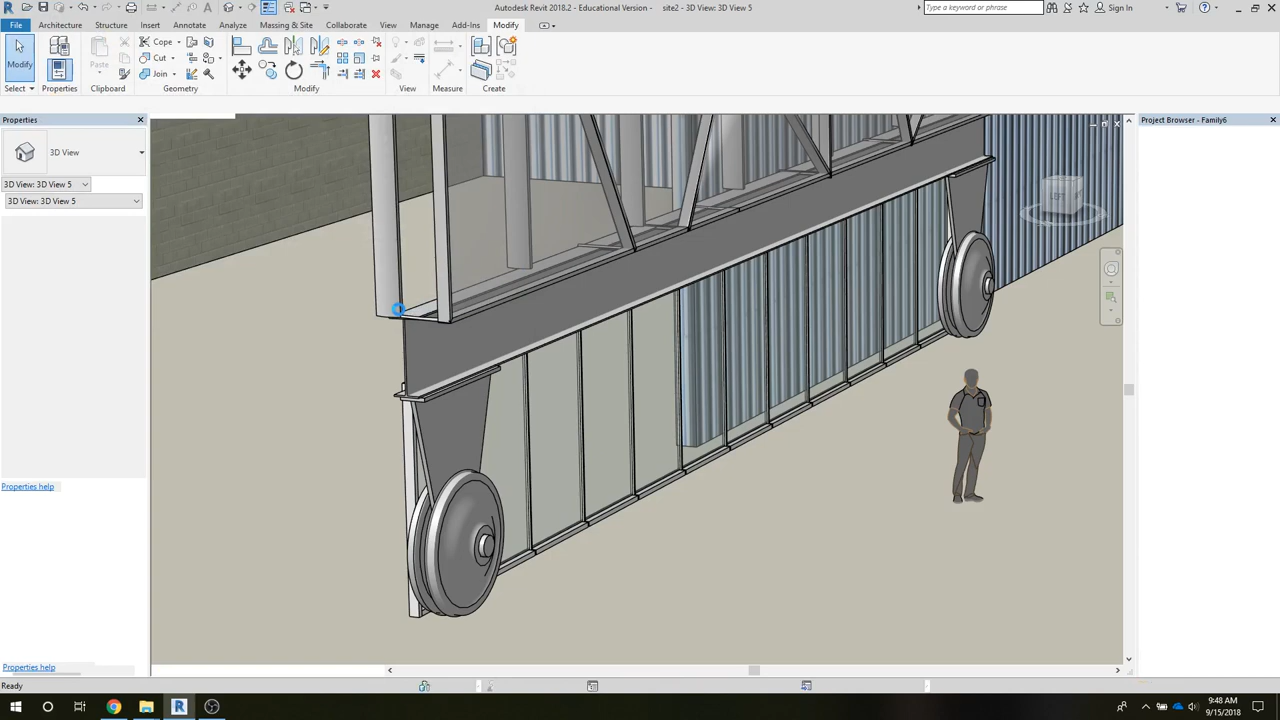 Autodesk Revit 2018.2 - Educational Version - site2 - 3D View: 3D View 5
Type a keyword or phrase
Sign In
File Architecture Structure Insert Annotate Analyze Massing & Site Collaborate View Manage Add-Ins Modify
Modify
Paste
Cope
Cut
Join
Select Properties Clipboard Geometry Modify View Measure Create
Properties
Project Browser - Family6
3D View
3D View: 3D View 5
3D View: 3D View 5
LEFT
Properties help
Properties help
Ready
9:48 AM
9/15/2018